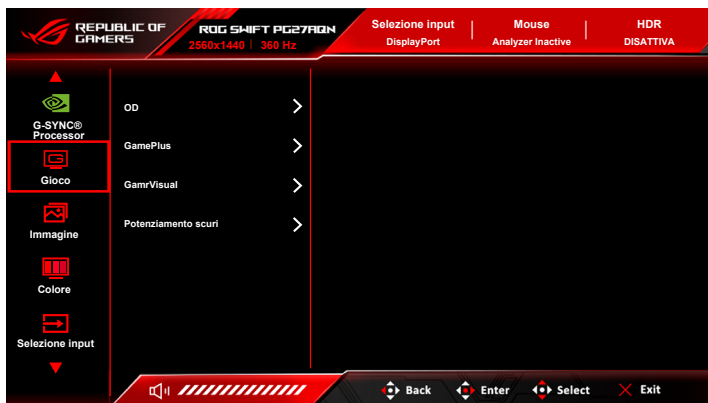 REPUBLIC OF
GAMERS
ROG SWIFT PG27AQN
2560x1440 | 360 Hz
Selezione input
DisplayPort
Mouse
Analyzer Inactive
HDR
DISATTIVA
G-SYNC®
Processor
Gioco
Immagine
Colore
Selezione input
OD
GamePlus
GamrVisual
Potenziamento scuri
Back
Enter
Select
Exit